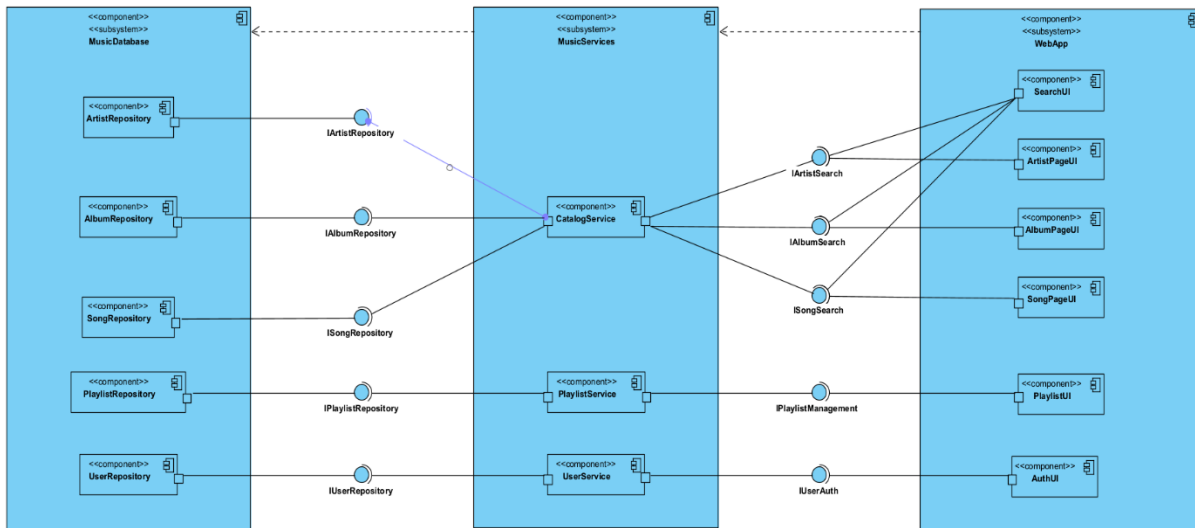 <<component>>
<<subsystem>>
MusicDatabase
<<component>>
ArtistRepository
<<component>>
AlbumRepository
<<component>>
SongRepository
<<component>>
PlaylistRepository
<<component>>
UserRepository
IArtistRepository
IAlbumRepository
ISongRepository
IPlaylistRepository
IUserRepository
<<component>>
<<subsystem>>
MusicServices
<<component>>
CatalogService
<<component>>
PlaylistService
<<component>>
UserService
IArtistSearch
IAlbumSearch
ISongSearch
IPlaylistManagement
IUserAuth
<<component>>
<<subsystem>>
WebApp
<<component>>
SearchUI
<<component>>
ArtistPageUI
<<component>>
AlbumPageUI
<<component>>
SongPageUI
<<component>>
PlaylistUI
<<component>>
AuthUI